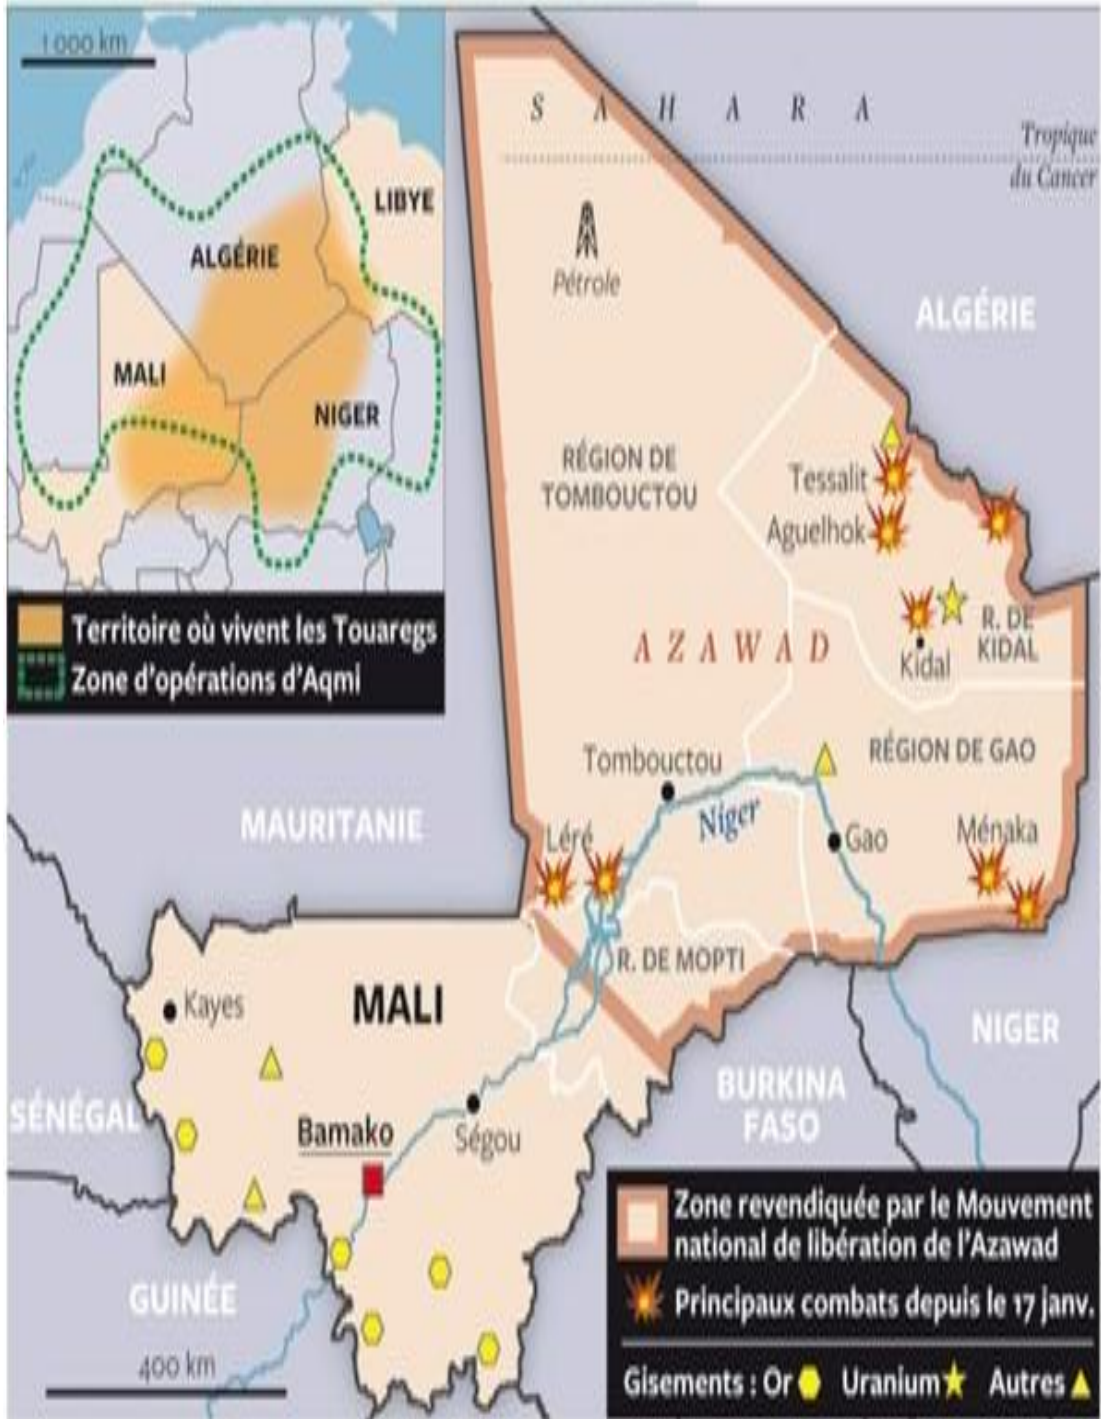 1 000 km
LIBYE
ALGÉRIE
MALI
NIGER
Territoire où vivent les Touaregs
Zone d'opérations d'Aqmi
S A H A R A
Tropique
du Cancer
Pétrole
ALGÉRIE
RÉGION DE
TOMBOUCTOU
Tessalit
Aguelhok
R. DE
KIDAL
Kidal
AZAWAD
RÉGION DE GAO
Tombouctou
Niger
MAURITANIE
Léré
Gao
Ménaka
R. DE MOPTI
Kayes
MALI
NIGER
BURKINA
FASO
SÉNÉGAL
Bamako
Ségou
GUINÉE
400 km
Zone revendiquée par le Mouvement
national de libération de l'Azawad
Principaux combats depuis le 17 janv.
Gisements : Or Uranium Autres